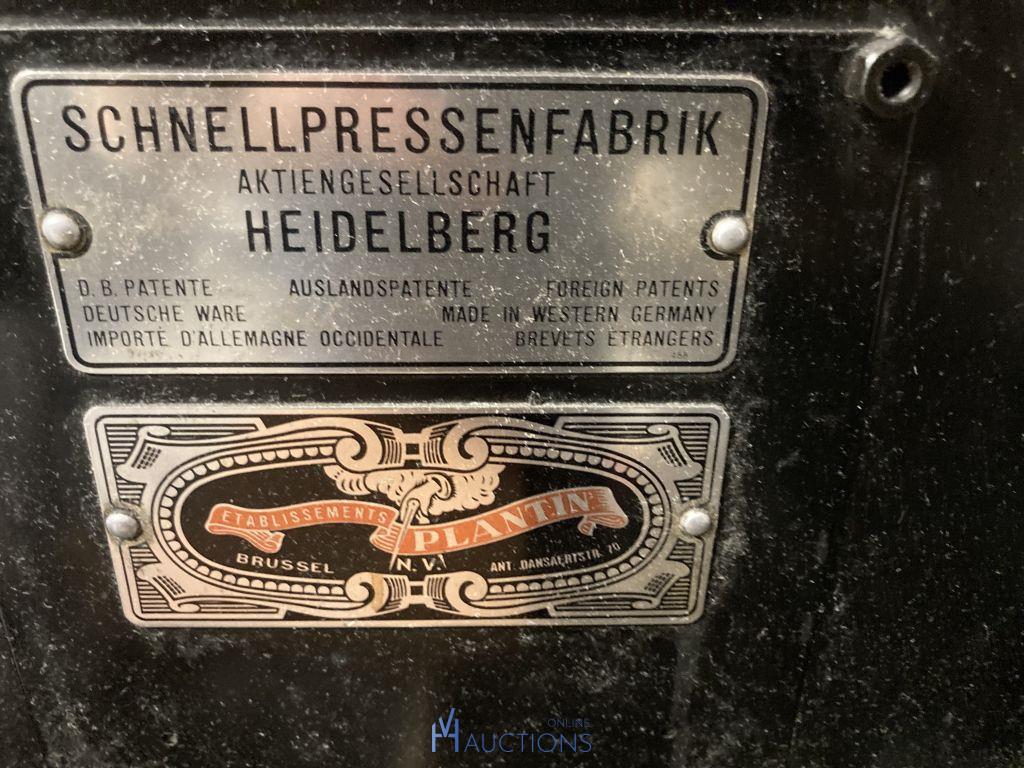 SCHNELLPRESSENFABRIK
AKTIENGESELLSCHAFT
HEIDELBERG
D. B. PATENTE AUSLANDSPATENTE FOREIGN PATENTS
DEUTSCHE WARE MADE IN WESTERN GERMANY
IMPORTÉ D'ALLEMAGNE OCCIDENTALE BREVETS ETRANGERS
ETABLISSEMENTS PLANTIN
BRUSSEL N. V. ANT. DANSAERTSTR. 70
VH ONLINE
AUCTIONS